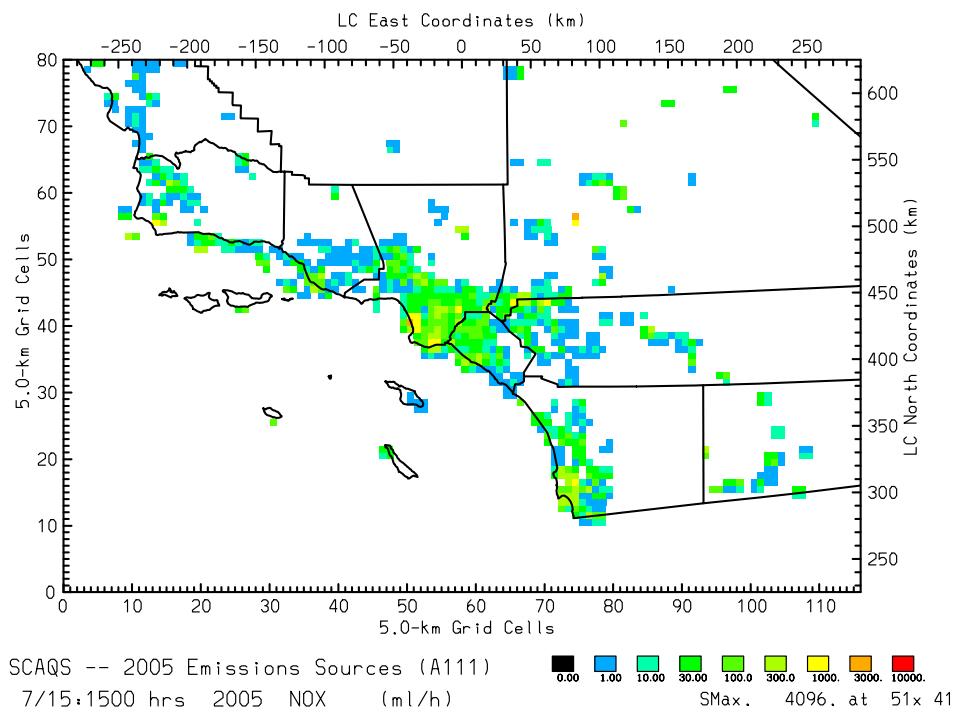 LC East Coordinates (km)
-250 -200 -150 -100 -50 0 50 100 150 200 250
80
70
60
50
40
30
20
10
0
5.0-km Grid Cells
600
550
500
450
400
350
300
250
LC North Coordinates (km)
0 10 20 30 40 50 60 70 80 90 100 110
5.0-km Grid Cells
SCAQS -- 2005 Emissions Sources (A111)
7/15:1500 hrs 2005 NOX (ml/h)
0.00 1.00 10.00 30.00 100.0 300.0 1000. 3000. 10000.
SMax. 4096. at 51x 41